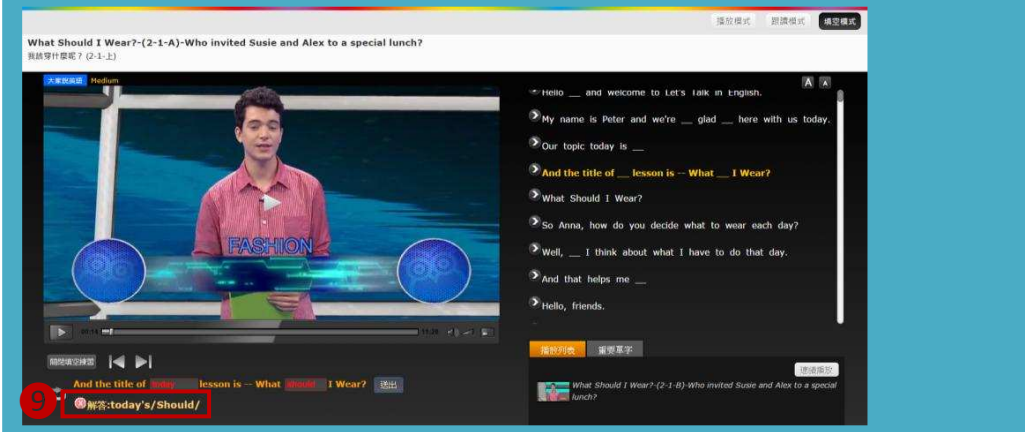 播放模式 跟讀模式 填空模式
What Should I Wear?-(2-1-A)-Who invited Susie and Alex to a special lunch?
我該穿什麼呢？ (2-1-上)
大家說英語 Medium
A A
Hello __ and welcome to Let's Talk in English.
My name is Peter and we're __ glad __ here with us today.
Our topic today is __
And the title of __ lesson is -- What __ I Wear?
What Should I Wear?
So Anna, how do you decide what to wear each day?
Well, __ I think about what I have to do that day.
And that helps me __
Hello, friends.
FASHION
播放列表 重要單字
連續播放
What Should I Wear?-(2-1-B)-Who invited Susie and Alex to a special
lunch?
關閉填空練習
And the title of today lesson is -- What should I Wear? 送出
9
解答:today's/Should/